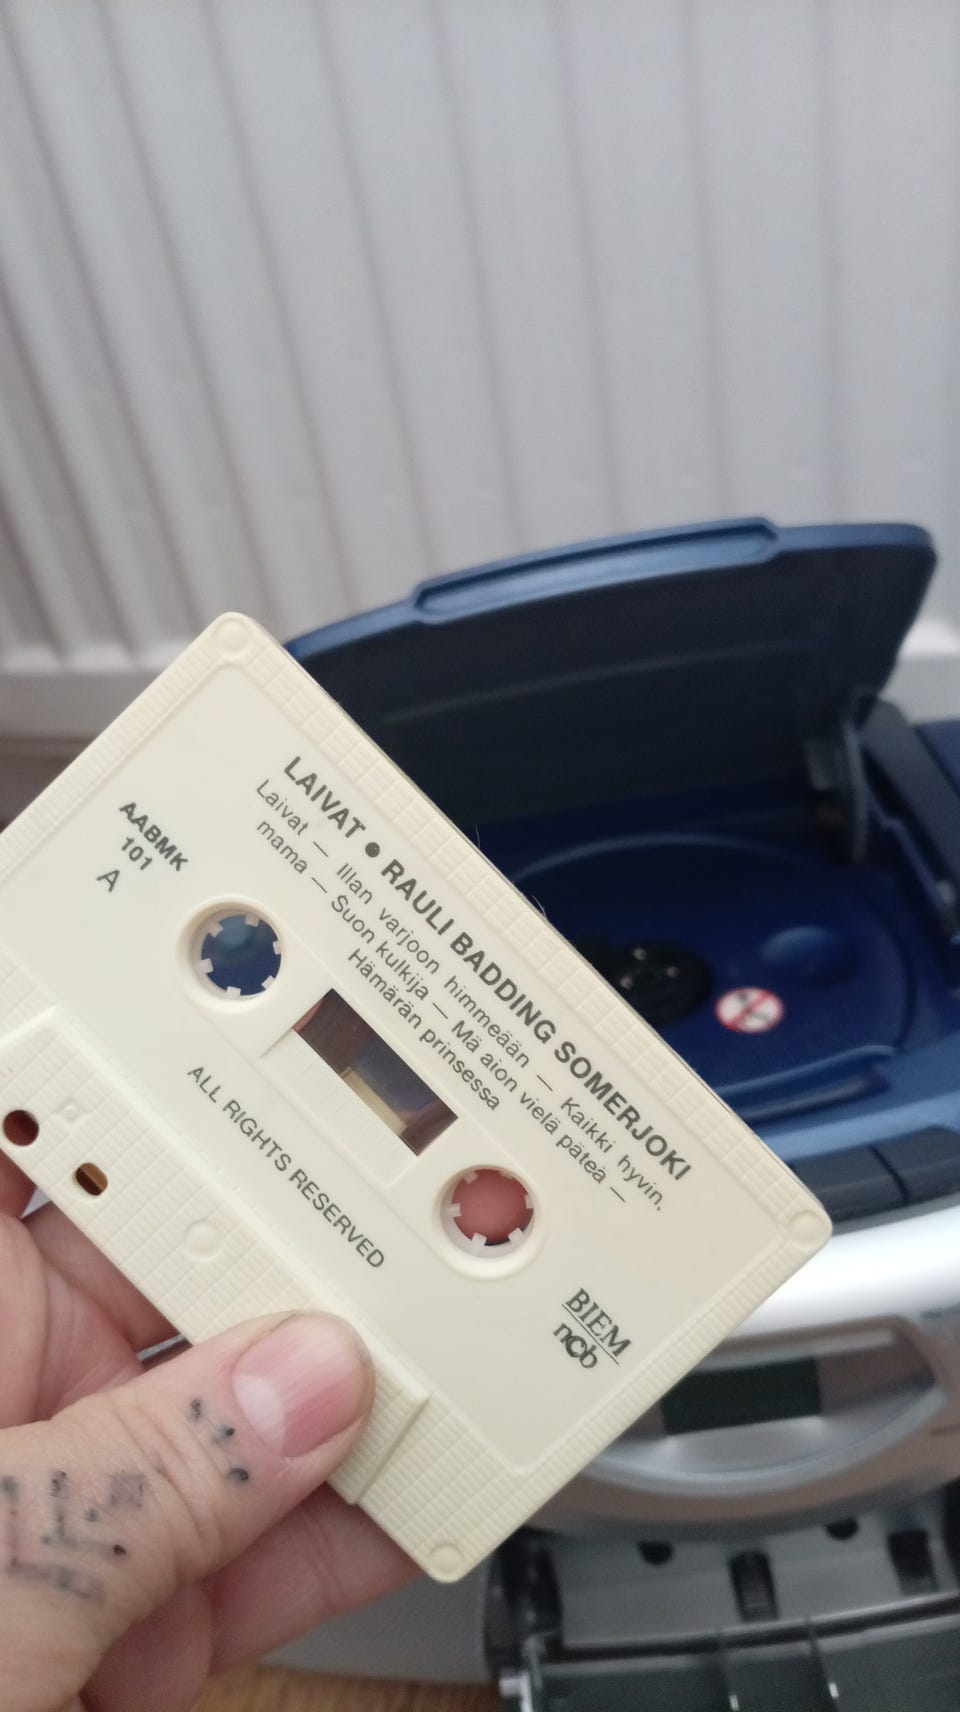 LAIVAT ● RAULI BADDING SOMERJOKI
Laivat — Illan varjoon himmeään — Kaikki hyvin,
mama — Suon kulkija — Mä aion vielä päteä —
Hämärän prinsessa
AABMK
101
A
ALL RIGHTS RESERVED
BIEM
ncb